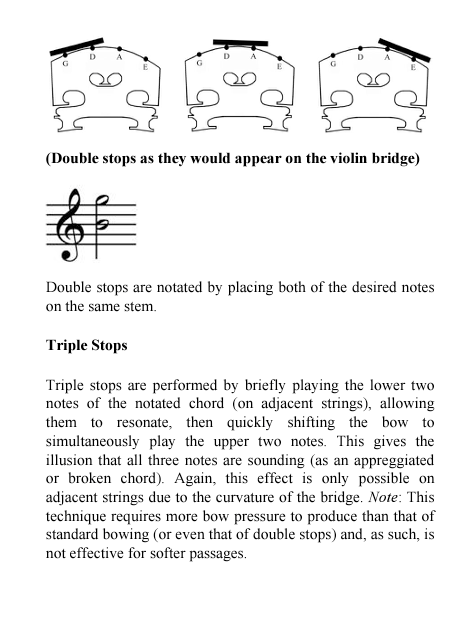 G D A E G D A E G D A E
(Double stops as they would appear on the violin bridge)
Double stops are notated by placing both of the desired notes
on the same stem.
Triple Stops
Triple stops are performed by briefly playing the lower two
notes of the notated chord (on adjacent strings), allowing
them to resonate, then quickly shifting the bow to
simultaneously play the upper two notes. This gives the
illusion that all three notes are sounding (as an appreggiated
or broken chord). Again, this effect is only possible on
adjacent strings due to the curvature of the bridge. Note: This
technique requires more bow pressure to produce than that of
standard bowing (or even that of double stops) and, as such, is
not effective for softer passages.